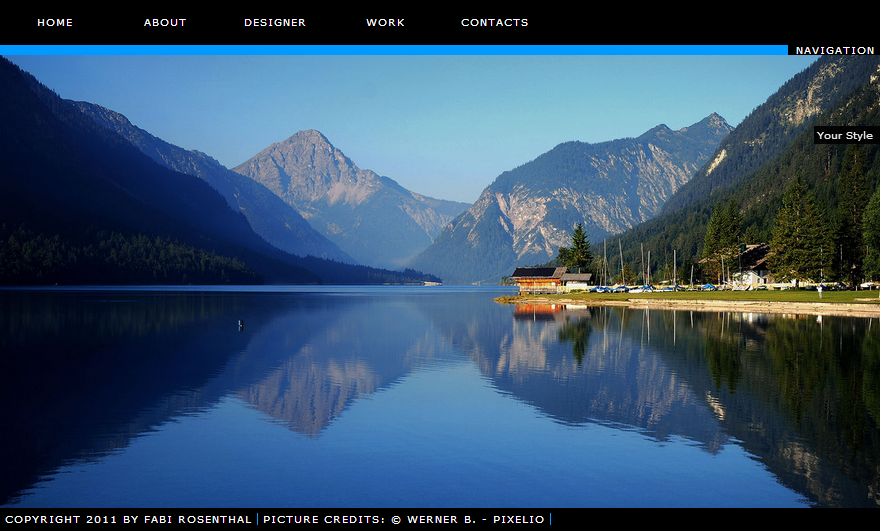 HOME ABOUT DESIGNER WORK CONTACTS
NAVIGATION
Your Style
COPYRIGHT 2011 BY FABI ROSENTHAL | PICTURE CREDITS: © WERNER B. - PIXELIO |